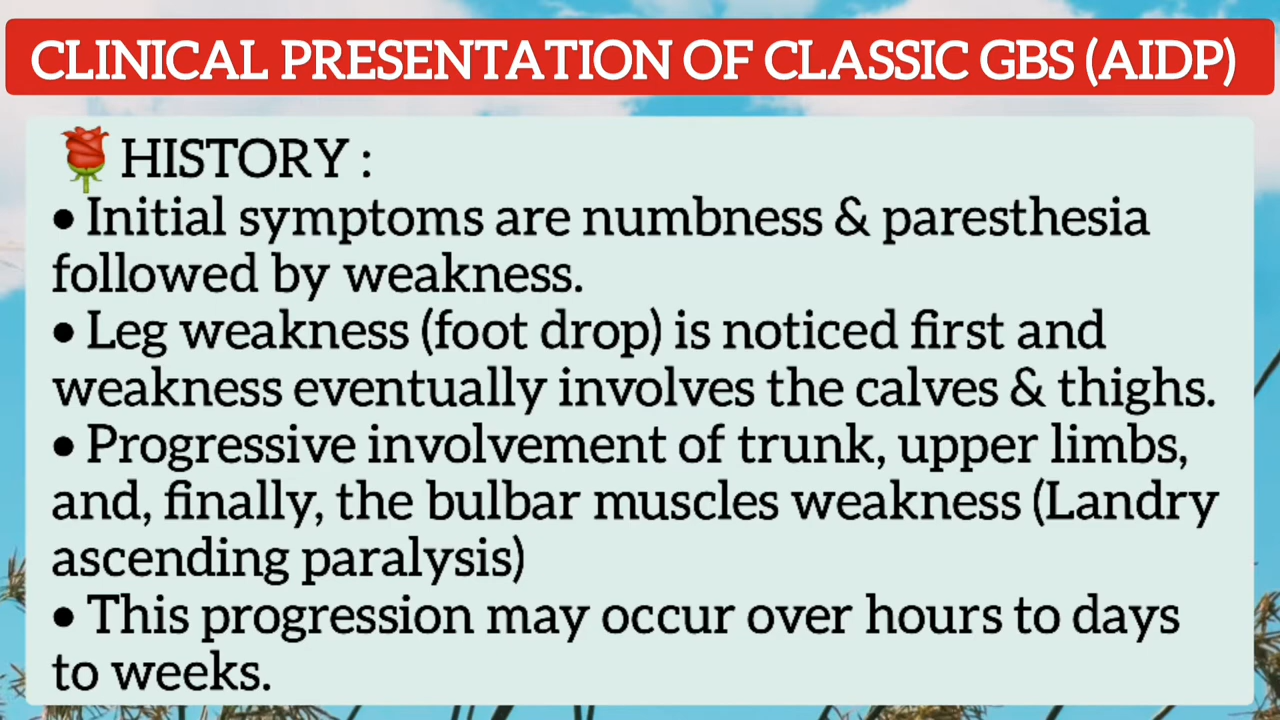 CLINICAL PRESENTATION OF CLASSIC GBS (AIDP)
🌹HISTORY :
• Initial symptoms are numbness & paresthesia
followed by weakness.
• Leg weakness (foot drop) is noticed first and
weakness eventually involves the calves & thighs.
• Progressive involvement of trunk, upper limbs,
and, finally, the bulbar muscles weakness (Landry
ascending paralysis)
• This progression may occur over hours to days
to weeks.